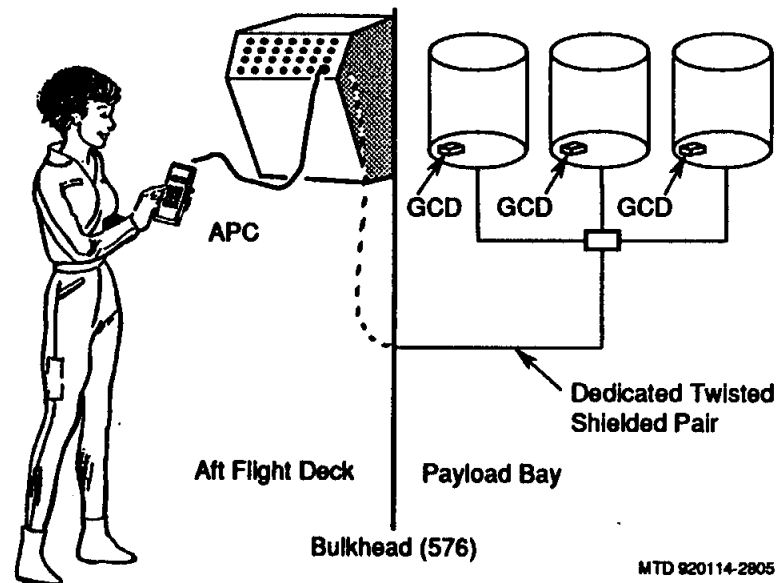 APC
GCD
GCD
GCD
Dedicated Twisted
Shielded Pair
Aft Flight Deck
Payload Bay
Bulkhead (576)
MTD 920114-2805